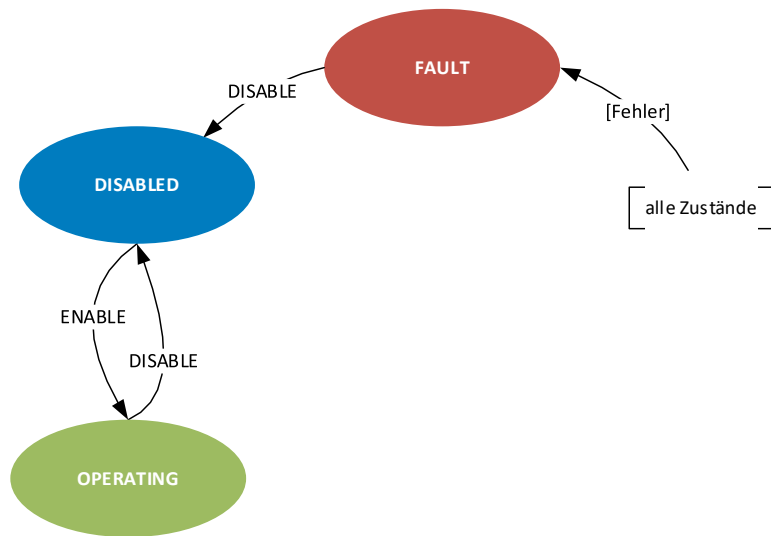 FAULT
DISABLE
[Fehler]
DISABLED
alle Zustände
ENABLE
DISABLE
OPERATING